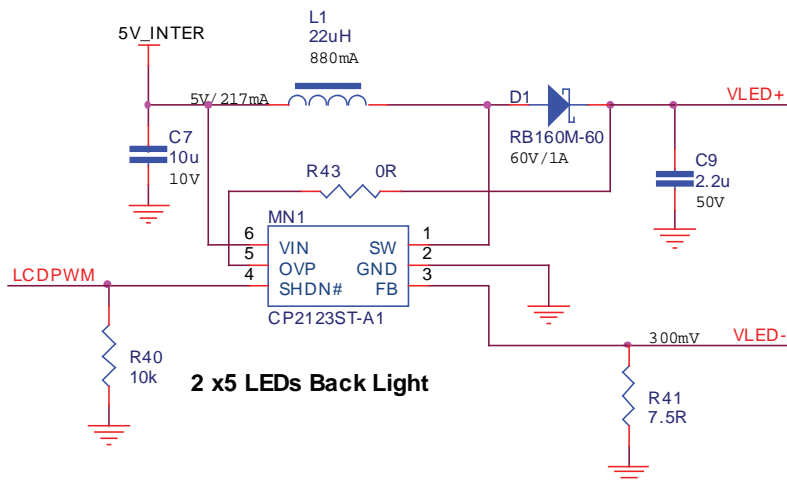 L1
22uH
880mA
5V_INTER
5V/217mA
D1
VLED+
RB160M-60
60V/1A
C7
10u
10V
C9
2.2u
50V
R43 0R
MN1
6 VIN SW 1
5 OVP GND 2
4 SHDN# FB 3
CP2123ST-A1
LCDPWM
R40
10k
2 x5 LEDs Back Light
300mV
VLED-
R41
7.5R